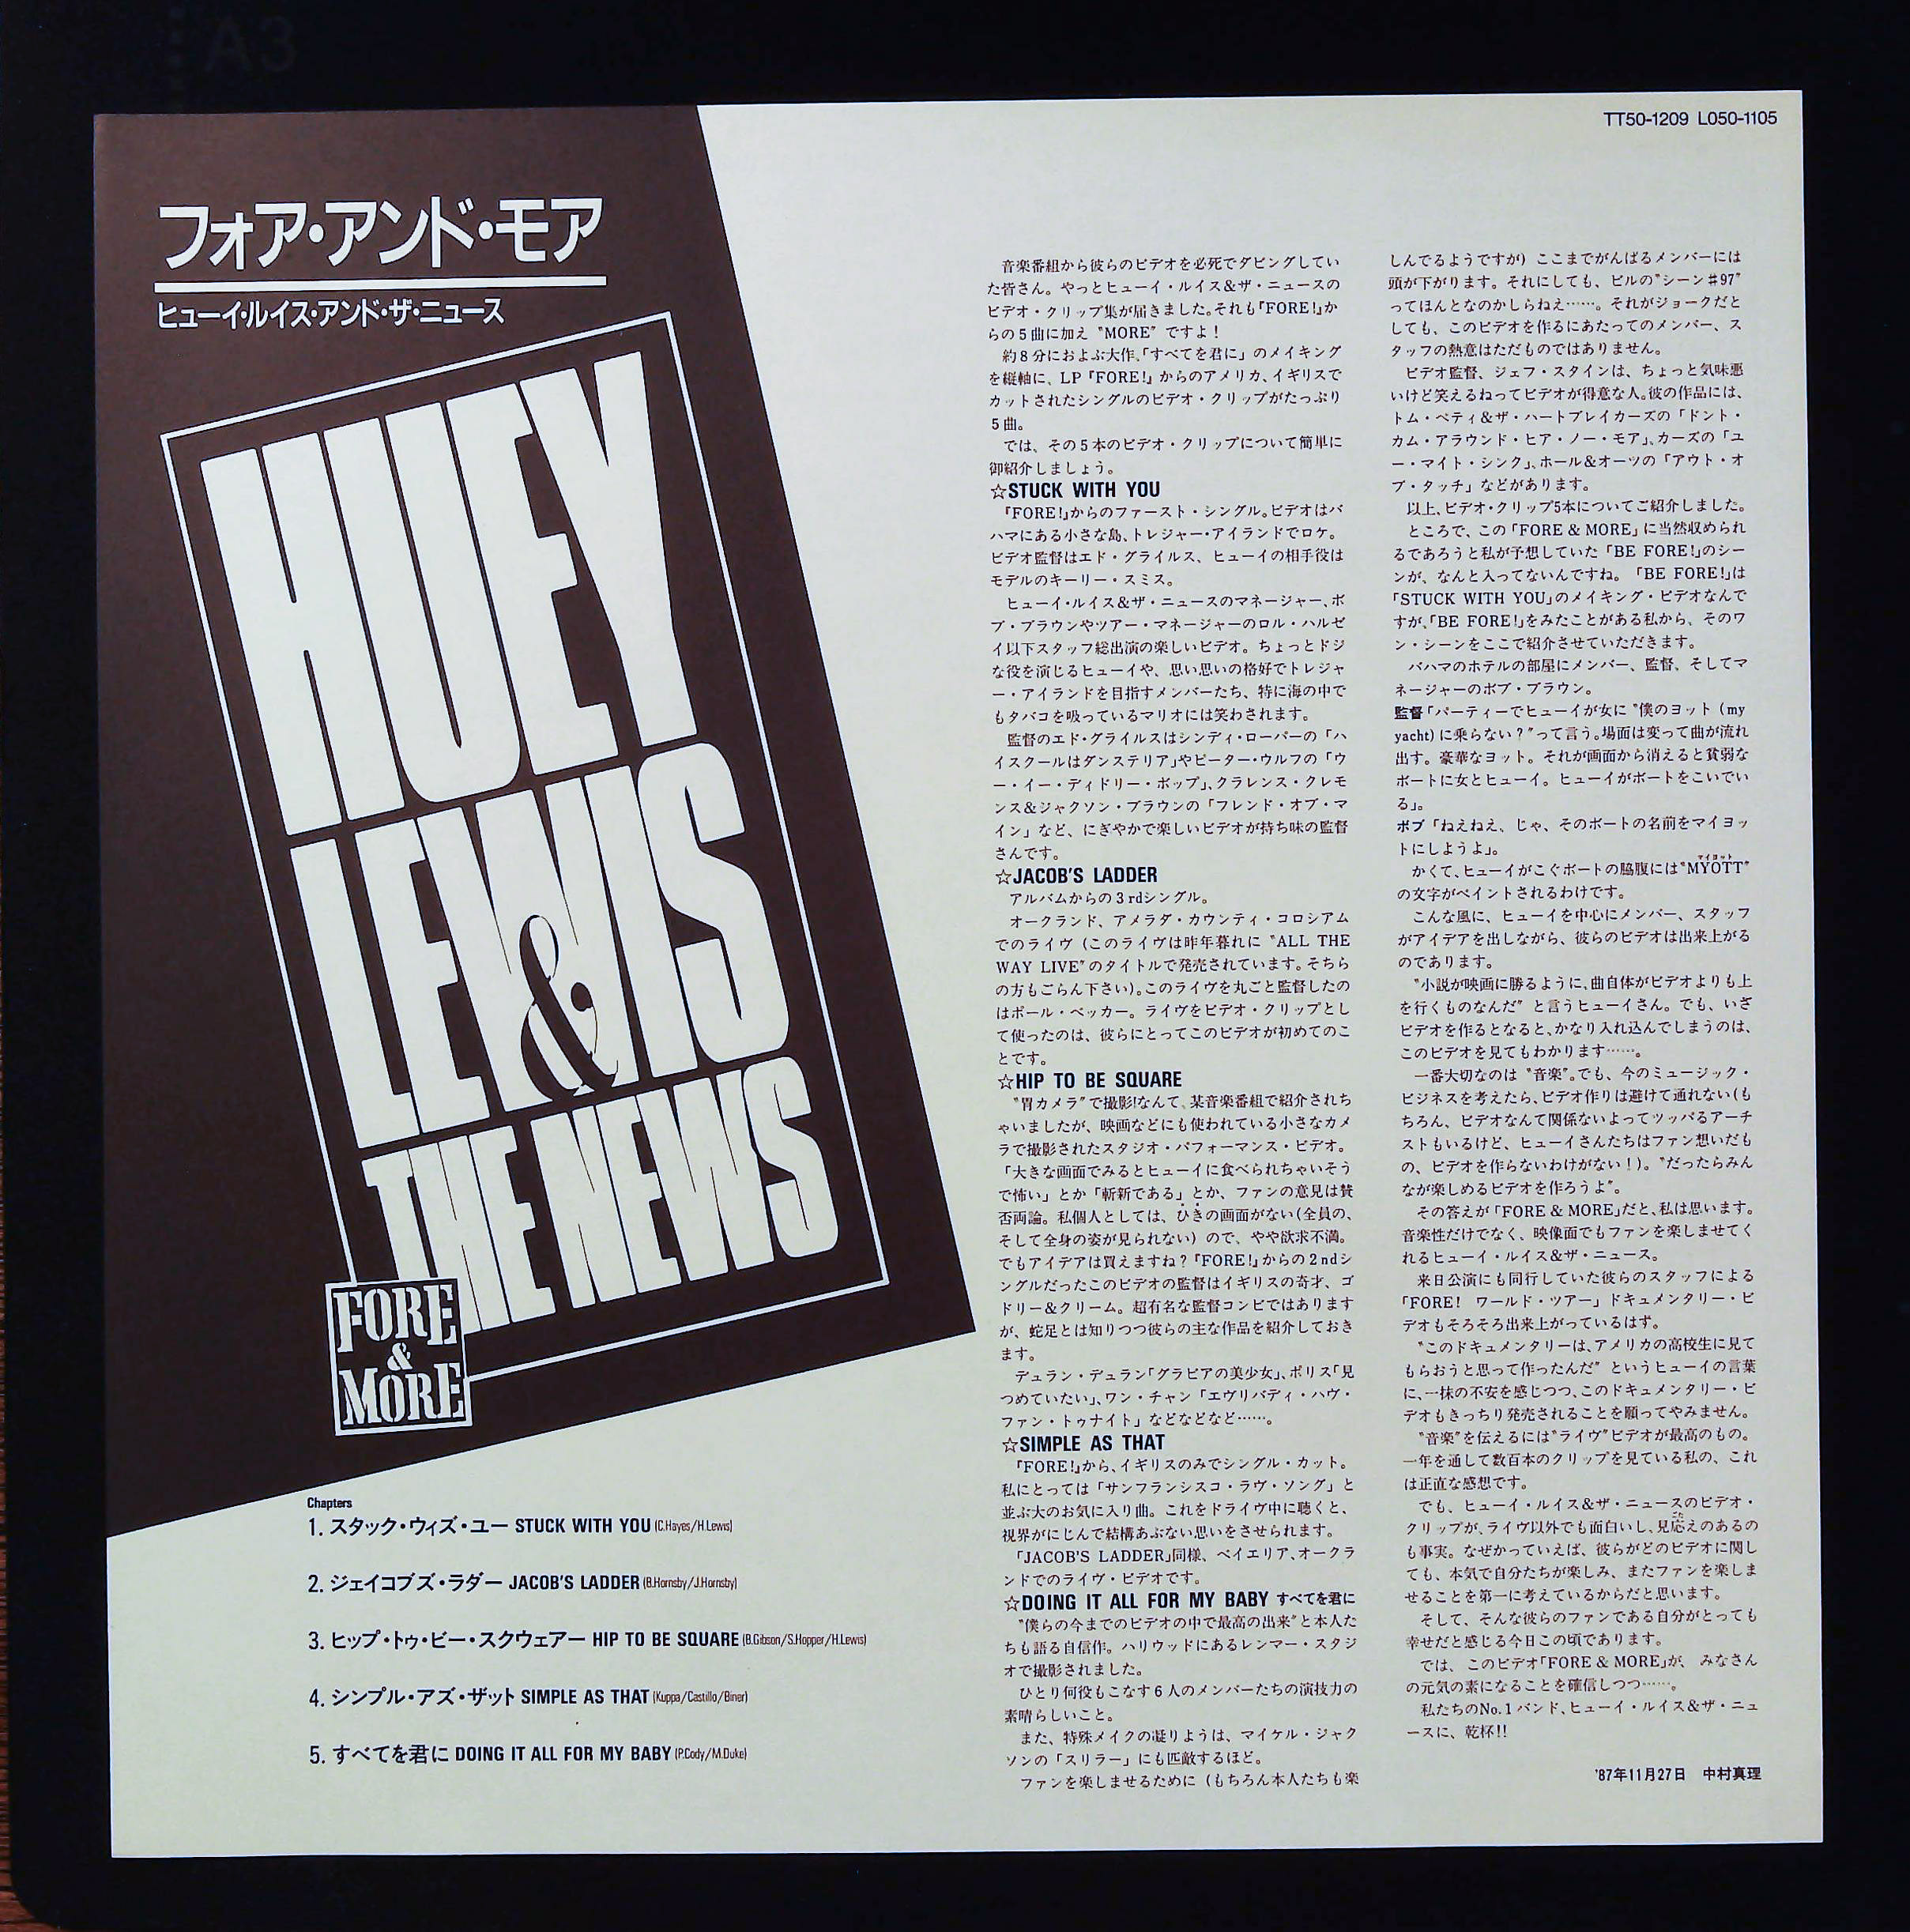 A3
TT50-1209 L050-1105
フォア・アンド・モア
ヒューイ・ルイス・アンド・ザ・ニュース
HUEY
LEWIS
&
THE NEWS
FORE
&
MORE
Chapters
1. スタック・ウィズ・ユー STUCK WITH YOU (C.Hayes/H.Lewis)
2. ジェイコブズ・ラダー JACOB'S LADDER (B.Hornsby/J.Hornsby)
3. ヒップ・トゥ・ビー・スクウェアー HIP TO BE SQUARE (B.Gibson/S.Hopper/H.Lewis)
4. シンプル・アズ・ザット SIMPLE AS THAT (Kuppa/Castillo/Biner)
5. すべてを君に DOING IT ALL FOR MY BABY (P.Cody/M.Duke)
音楽番組から彼らのビデオを必死でダビングしてい
た皆さん。やっとヒューイ・ルイス&ザ・ニュースの
ビデオ・クリップ集が届きました。それも「FORE!」か
らの5曲に加え“MORE”ですよ!
約8分におよぶ大作、「すべてを君に」のメイキング
を縦軸に、LP『FORE!』からのアメリカ、イギリスで
カットされたシングルのビデオ・クリップがたっぷり
5曲。
では、その5本のビデオ・クリップについて簡単に
御紹介しましょう。
☆STUCK WITH YOU
『FORE!』からのファースト・シングル。ビデオはバ
ハマにある小さな島、トレジャー・アイランドでロケ。
ビデオ監督はエド・グライルス、ヒューイの相手役は
モデルのキーリー・スミス。
ヒューイ・ルイス&ザ・ニュースのマネージャー、ボ
ブ・ブラウンやツアー・マネージャーのロル・ハルゼ
イ以下スタッフ総出演の楽しいビデオ。ちょっとドジ
な役を演じるヒューイや、思い思いの格好でトレジャ
ー・アイランドを目指すメンバーたち、特に海の中で
もタバコを吸っているマリオには笑わされます。
監督のエド・グライルスはシンディ・ローパーの「ハ
イスクールはダンステリア」やピーター・ウルフの「ウ
ー・イー・ディドリー・ボップ」、クラレンス・クレモ
ンス&ジャクソン・ブラウンの「フレンド・オブ・マ
イン」など、にぎやかで楽しいビデオが持ち味の監督
さんです。
☆JACOB'S LADDER
アルバムからの3rdシングル。
オークランド、アメラダ・カウンティ・コロシアム
でのライヴ(このライヴは昨年暮れに“ALL THE
WAY LIVE”のタイトルで発売されています。そちら
の方もごらん下さい)。このライヴを丸ごと監督したの
はポール・ベッカー。ライヴをビデオ・クリップとし
て使ったのは、彼らにとってこのビデオが初めてのこ
とです。
☆HIP TO BE SQUARE
“胃カメラ”で撮影!なんて、某音楽番組で紹介されち
ゃいましたが、映画などにも使われている小さなカメ
ラで撮影されたスタジオ・パフォーマンス・ビデオ。
「大きな画面でみるとヒューイに食べられちゃいそう
で怖い」とか「斬新である」とか、ファンの意見は賛
否両論。私個人としては、ひきの画面がない(全員の、
そして全身の姿が見られない)ので、やや欲求不満。
でもアイデアは買えますね?『FORE!』からの2ndシ
ングルだったこのビデオの監督はイギリスの奇才、ゴ
ドリー&クリーム。超有名な監督コンビではあります
が、蛇足とは知りつつ彼らの主な作品を紹介しておき
ます。
デュラン・デュラン「グラビアの美少女」、ポリス「見
つめていたい」、ワン・チャン「エヴリバディ・ハヴ・
ファン・トゥナイト」などなどなど……。
☆SIMPLE AS THAT
『FORE!』から、イギリスのみでシングル・カット。
私にとっては「サンフランシスコ・ラヴ・ソング」と
並ぶ大のお気に入り曲。これをドライヴ中に聴くと、
視界がにじんで結構あぶない思いをさせられます。
「JACOB'S LADDER」同様、ベイエリア、オークラ
ンドでのライヴ・ビデオです。
☆DOING IT ALL FOR MY BABY すべてを君に
“僕らの今までのビデオの中で最高の出来”と本人た
ちも語る自信作。ハリウッドにあるレンマー・スタジ
オで撮影されました。
ひとり何役もこなす6人のメンバーたちの演技力の
素晴らしいこと。
また、特殊メイクの凝りようは、マイケル・ジャク
ソンの「スリラー」にも匹敵するほど。
ファンを楽しませるために(もちろん本人たちも楽
しんでるようですが)ここまでがんばるメンバーには
頭が下がります。それにしても、ビルの“シーン#97”
ってほんとなのかしらねえ……。それがジョークだと
しても、このビデオを作るにあたってのメンバー、ス
タッフの熱意はただものではありません。
ビデオ監督、ジェフ・スタインは、ちょっと気味悪
いけど笑えるねってビデオが得意な人。彼の作品には、
トム・ペティ&ザ・ハートブレイカーズの「ドント・
カム・アラウンド・ヒア・ノー・モア」、カーズの「ユ
ー・マイト・シンク」、ホール&オーツの「アウト・オ
ブ・タッチ」などがあります。
以上、ビデオ・クリップ5本についてご紹介しました。
ところで、この「FORE & MORE」に当然収められ
るであろうと私が予想していた「BE FORE!」のシー
ンが、なんと入ってないんですね。「BE FORE!」は
「STUCK WITH YOU」のメイキング・ビデオなんで
すが、「BE FORE!」をみたことがある私から、そのワ
ン・シーンをここで紹介させていただきます。
バハマのホテルの部屋にメンバー、監督、そしてマ
ネージャーのボブ・ブラウン。
監督「パーティーでヒューイが女に“僕のヨット(my
yacht)に乗らない?”って言う。場面は変って曲が流れ
出す。豪華なヨット。それが画面から消えると貧弱な
ボートに女とヒューイ。ヒューイがボートをこいでい
る」。
ボブ「ねえねえ、じゃ、そのボートの名前をマイヨッ
トにしようよ」。
かくて、ヒューイがこぐボートの脇腹には“MYOTT”
マイヨット
の文字がペイントされるわけです。
こんな風に、ヒューイを中心にメンバー、スタッフ
がアイデアを出しながら、彼らのビデオは出来上がる
のであります。
“小説が映画に勝るように、曲自体がビデオよりも上
を行くものなんだ”と言うヒューイさん。でも、いざ
ビデオを作るとなると、かなり入れ込んでしまうのは、
このビデオを見てもわかります……。
一番大切なのは“音楽”。でも、今のミュージック・
ビジネスを考えたら、ビデオ作りは避けて通れない(も
ちろん、ビデオなんて関係ないよってツッパるアーチ
ストもいるけど、ヒューイさんたちはファン想いだも
の、ビデオを作らないわけがない!)。“だったらみん
なが楽しめるビデオを作ろうよ”。
その答えが「FORE & MORE」だと、私は思います。
音楽性だけでなく、映像面でもファンを楽しませてく
れるヒューイ・ルイス&ザ・ニュース。
来日公演にも同行していた彼らのスタッフによる
「FORE! ワールド・ツアー」ドキュメンタリー・ビ
デオもそろそろ出来上がっているはず。
“このドキュメンタリーは、アメリカの高校生に見て
もらおうと思って作ったんだ”というヒューイの言葉
に、一抹の不安を感じつつ、このドキュメンタリー・ビ
デオもきっちり発売されることを願ってやみません。
“音楽”を伝えるには“ライヴ”ビデオが最高のもの。
一年を通して数百本のクリップを見ている私の、これ
は正直な感想です。
でも、ヒューイ・ルイス&ザ・ニュースのビデオ・
クリップが、ライヴ以外でも面白いし、見応えのあるの
も事実。なぜかっていえば、彼らがどのビデオに関し
ても、本気で自分たちが楽しみ、またファンを楽しま
せることを第一に考えているからだと思います。
そして、そんな彼らのファンである自分がとっても
幸せだと感じる今日この頃であります。
では、このビデオ「FORE & MORE」が、みなさん
の元気の素になることを確信しつつ……。
私たちのNo.1バンド、ヒューイ・ルイス&ザ・ニュ
ースに、乾杯!!
'87年11月27日 中村真理